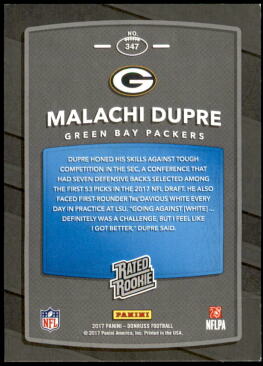 NO.
347
G
MALACHI DUPRE
GREEN BAY PACKERS
DUPRE HONED HIS SKILLS AGAINST TOUGH
COMPETITION IN THE SEC, A CONFERENCE THAT
HAD SEVEN DEFENSIVE BACKS SELECTED AMONG
THE FIRST 53 PICKS IN THE 2017 NFL DRAFT. HE ALSO
FACED FIRST-ROUNDER TRE'DAVIOUS WHITE EVERY
DAY IN PRACTICE AT LSU. "GOING AGAINST [WHITE] ...
DEFINITELY WAS A CHALLENGE, BUT I FEEL LIKE
I GOT BETTER," DUPRE SAID.
RATED
ROOKIE
NFL
PANINI
NFLPA
2017 PANINI – DONRUSS FOOTBALL
© 2017 Panini America, Inc. Printed in the USA.